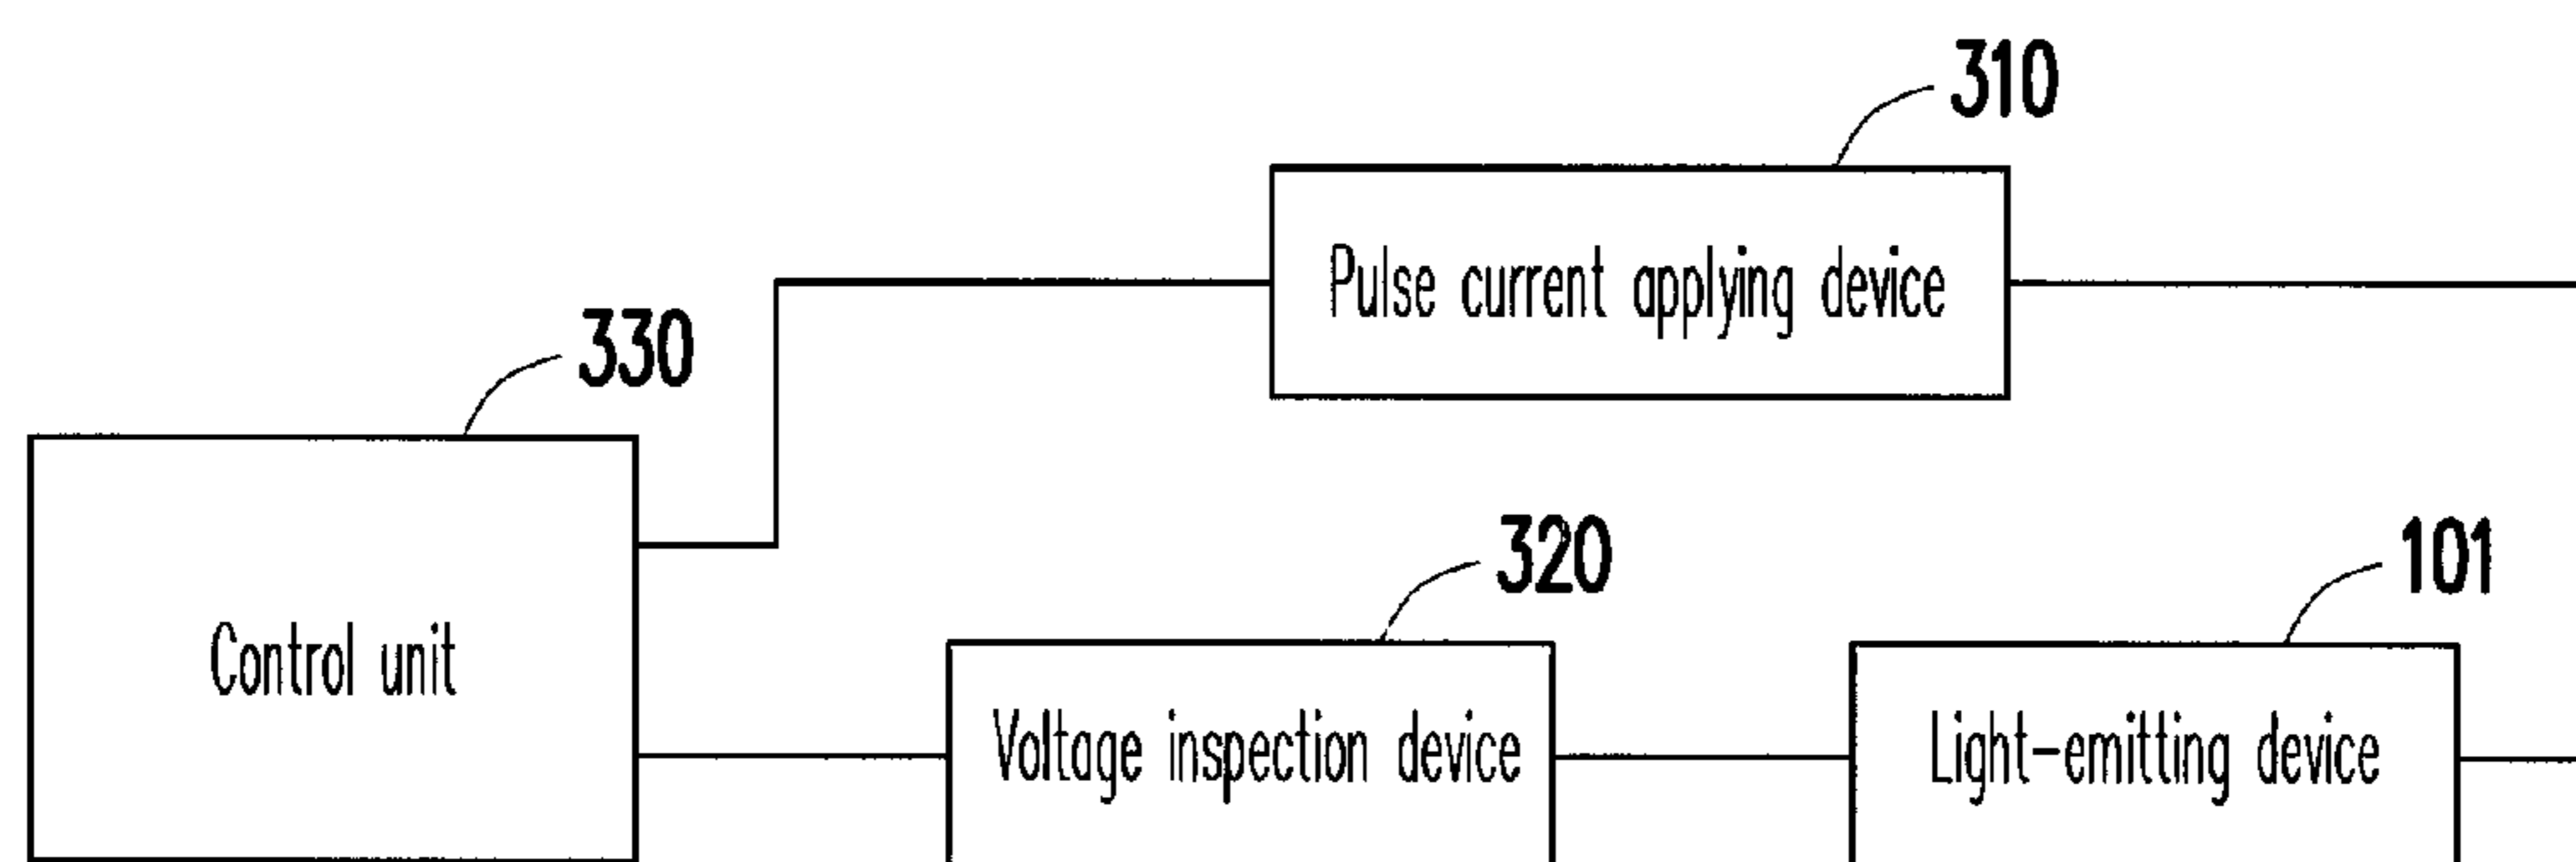 310
Pulse current applying device
330
320
101
Control unit
Voltage inspection device
Light-emitting device